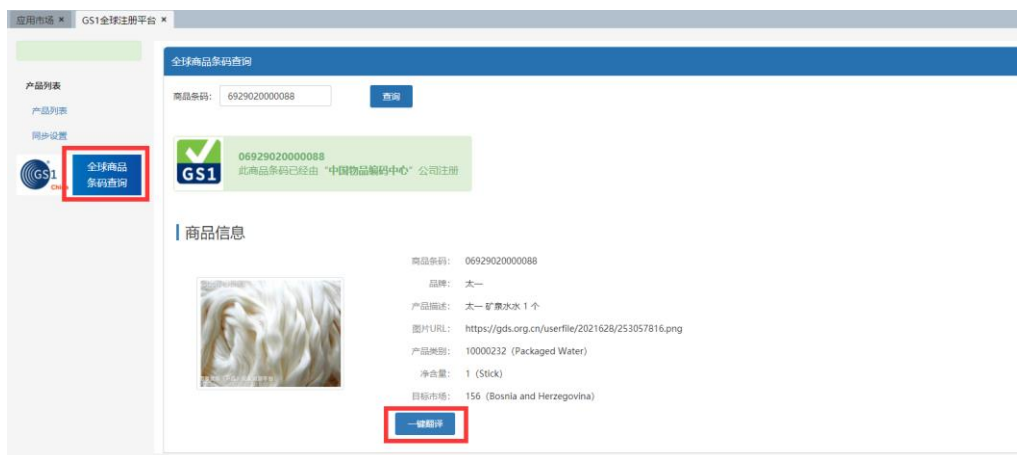 应用市场 ×
GS1全球注册平台 ×
产品列表
产品列表
同步设置
GS1
China
全球商品
条码查询
全球商品条码查询
商品条码:
6929020000088
查询
GS1
06929020000088
此商品条码已经由“中国物品编码中心”公司注册
商品信息
商品条码: 06929020000088
品牌: 太一
产品描述: 太一 矿泉水水 1 个
图片URL: https://gds.org.cn/userfile/2021628/253057816.png
产品类别: 10000232 (Packaged Water)
净含量: 1 (Stick)
目标市场: 156 (Bosnia and Herzegovina)
一键翻译